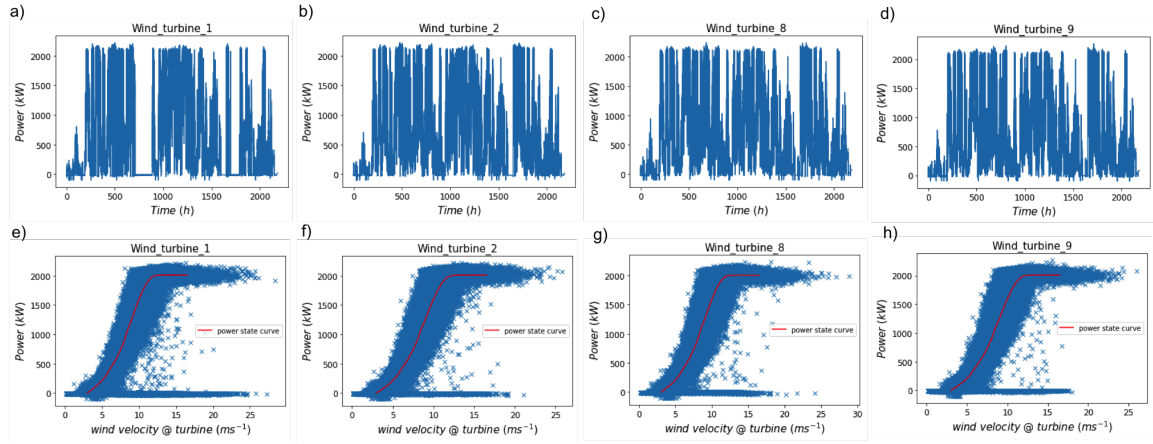 a) b) c) d)
Wind_turbine_1 Wind_turbine_2 Wind_turbine_8 Wind_turbine_9
Power (kW) Power (kW) Power (kW) Power (kW)
2000 2000 2000 2000
1500 1500 1500 1500
1000 1000 1000 1000
500 500 500 500
0 0 0 0
0 500 1000 1500 2000 0 500 1000 1500 2000 0 500 1000 1500 2000 0 500 1000 1500 2000
Time (h) Time (h) Time (h) Time (h)
e) f) g) h)
Wind_turbine_1 Wind_turbine_2 Wind_turbine_8 Wind_turbine_9
Power (kW) Power (kW) Power (kW) Power (kW)
2000 2000 2000 2000
1500 1500 1500 1500
power state curve power state curve power state curve power state curve
1000 1000 1000 1000
500 500 500 500
0 0 0 0
0 5 10 15 20 25 0 5 10 15 20 25 0 5 10 15 20 25 30 0 5 10 15 20 25
wind velocity @ turbine (ms⁻¹) wind velocity @ turbine (ms⁻¹) wind velocity @ turbine (ms⁻¹) wind velocity @ turbine (ms⁻¹)